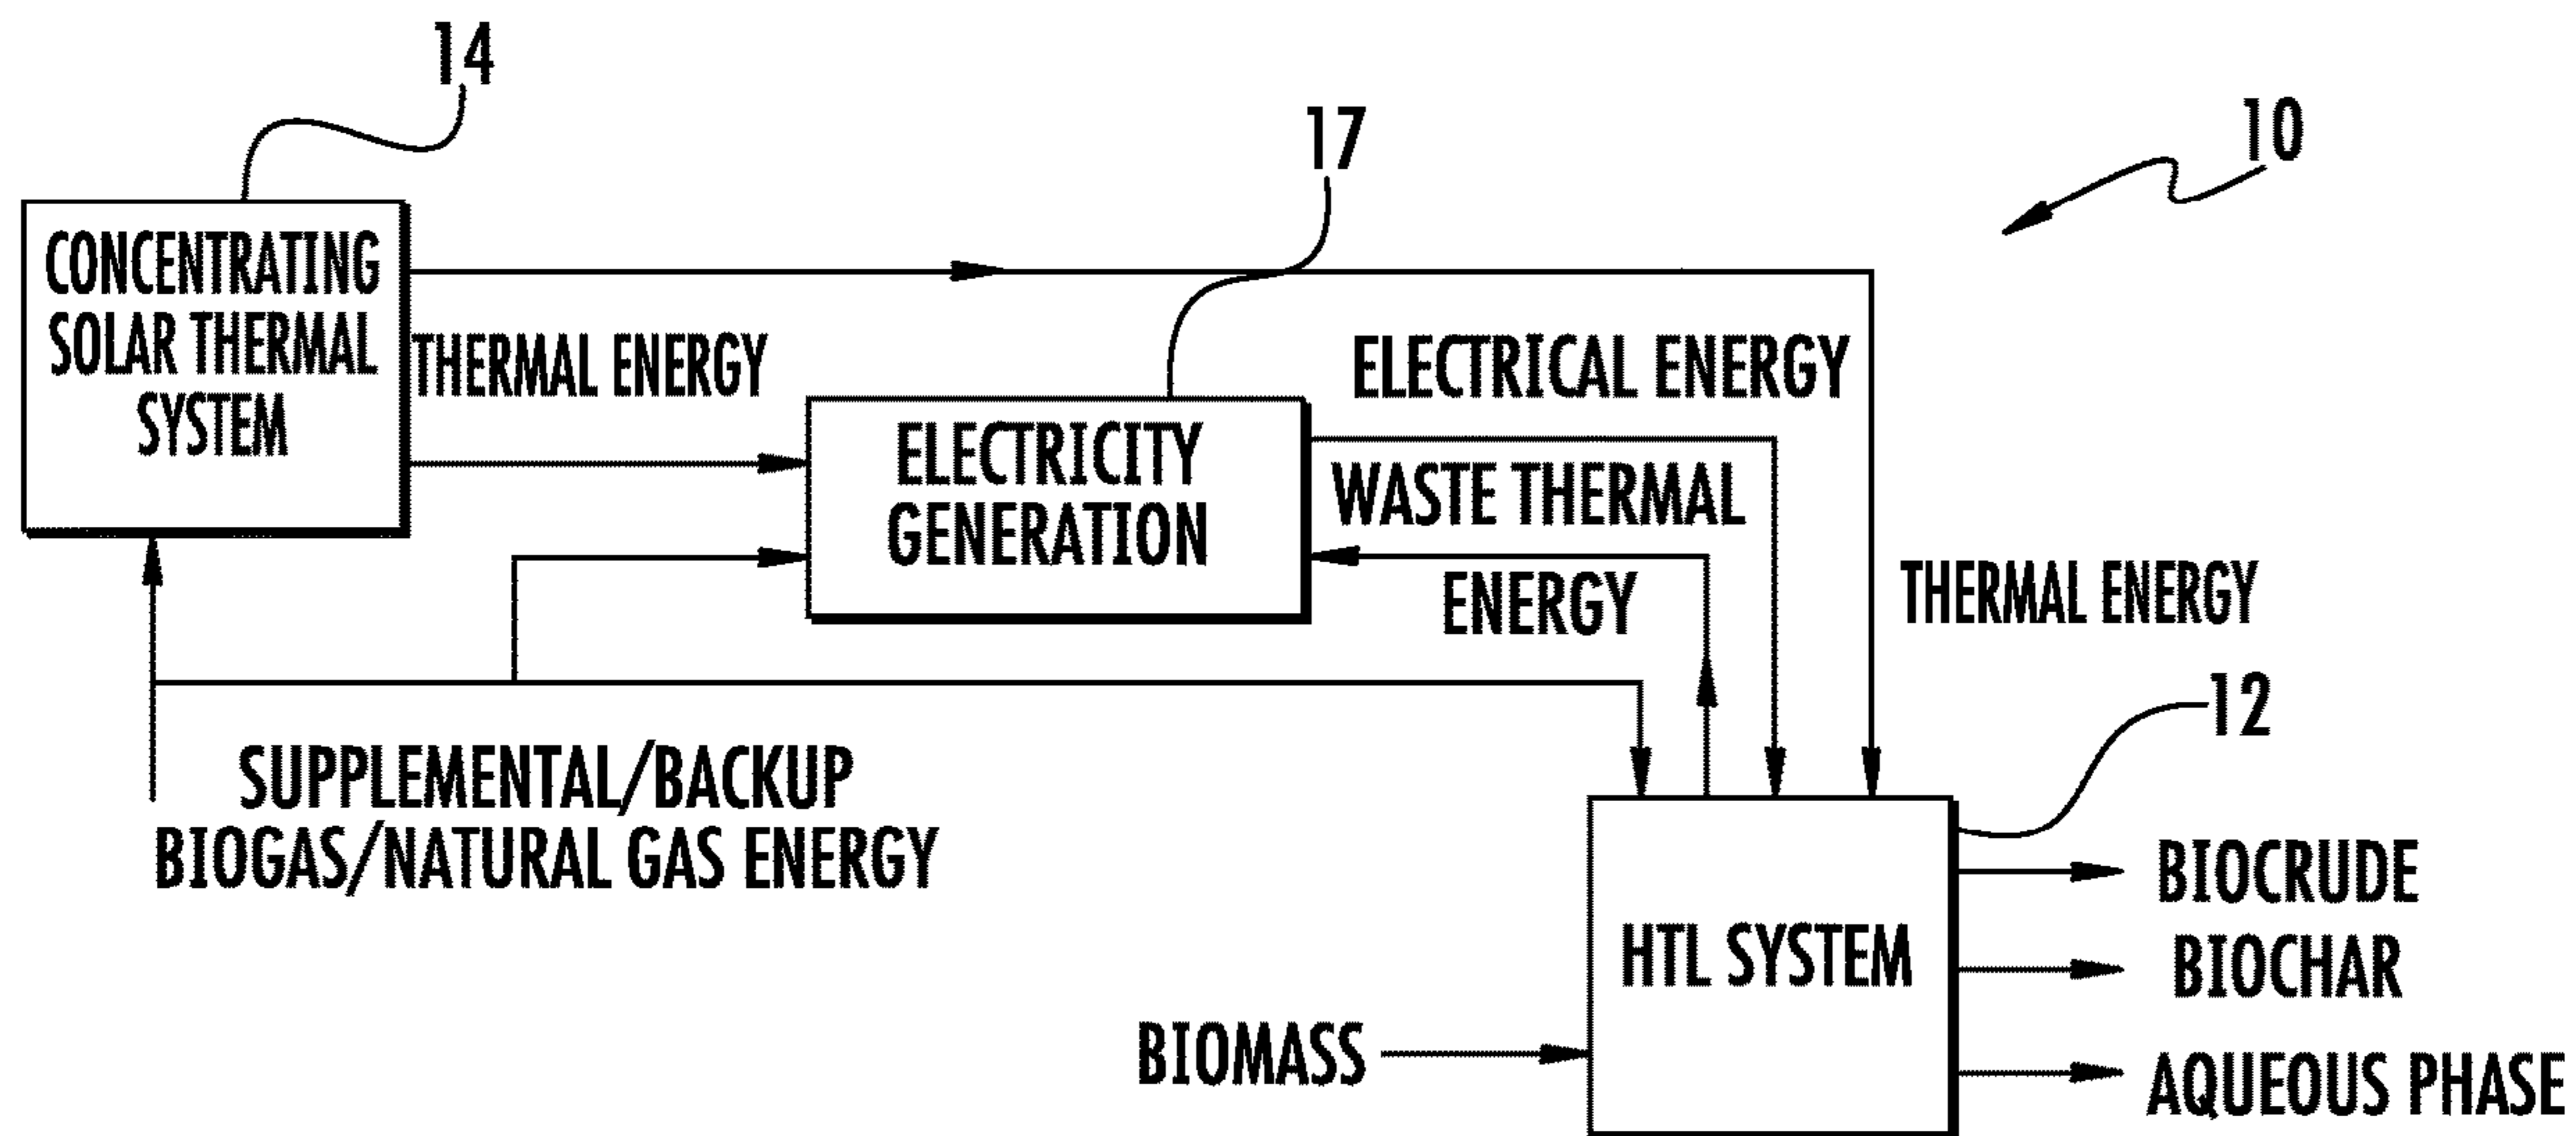 14
17
10
CONCENTRATING
SOLAR THERMAL
SYSTEM
THERMAL ENERGY
ELECTRICITY
GENERATION
ELECTRICAL ENERGY
WASTE THERMAL
ENERGY
THERMAL ENERGY
12
SUPPLEMENTAL/BACKUP
BIOGAS/NATURAL GAS ENERGY
HTL SYSTEM
BIOMASS
BIOCRUDE
BIOCHAR
AQUEOUS PHASE